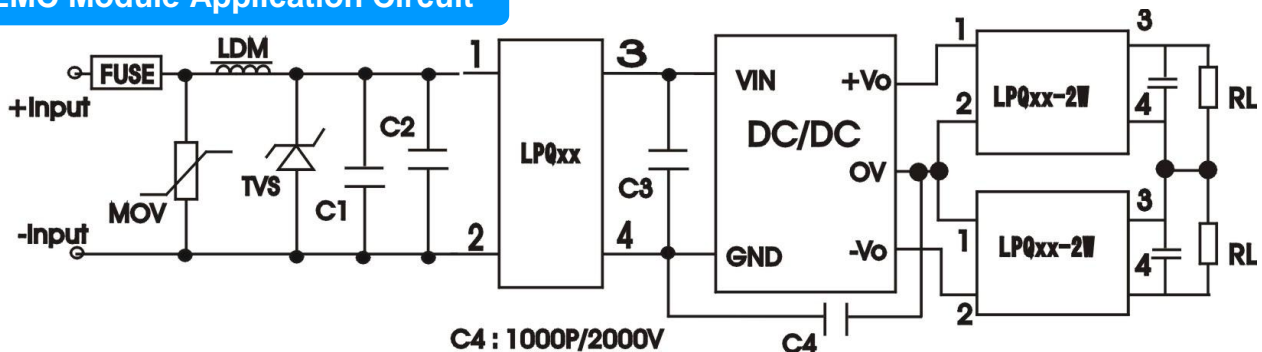 EMC Module Application Circuit
FUSE
LDM
+Input
-Input
MOV
TVS
C1
C2
1
2
LPQxx
3
4
C3
VIN
+Vo
DC/DC
OV
GND
-Vo
C4 : 1000P/2000V
C4
1
2
LPQxx-2W
3
4
RL
1
2
LPQxx-2W
3
4
RL